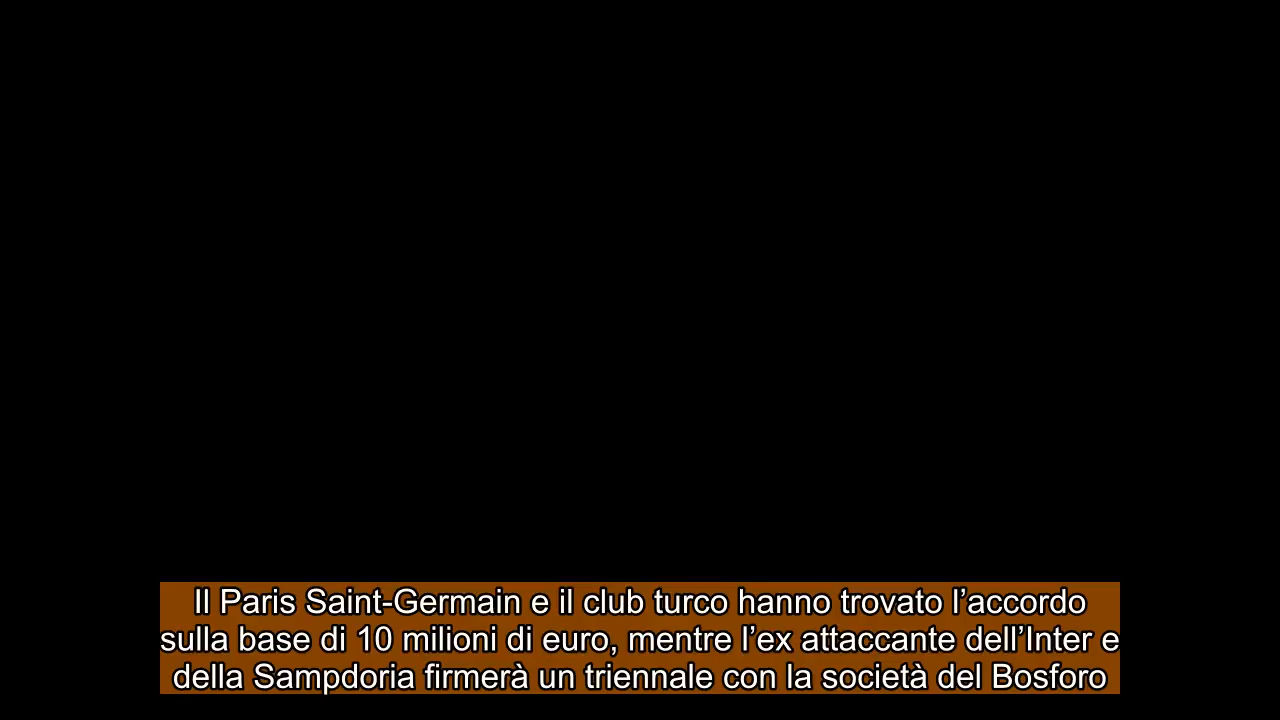 Il Paris Saint-Germain e il club turco hanno trovato l’accordo
sulla base di 10 milioni di euro, mentre l’ex attaccante dell’Inter e
della Sampdoria firmerà un triennale con la società del Bosforo